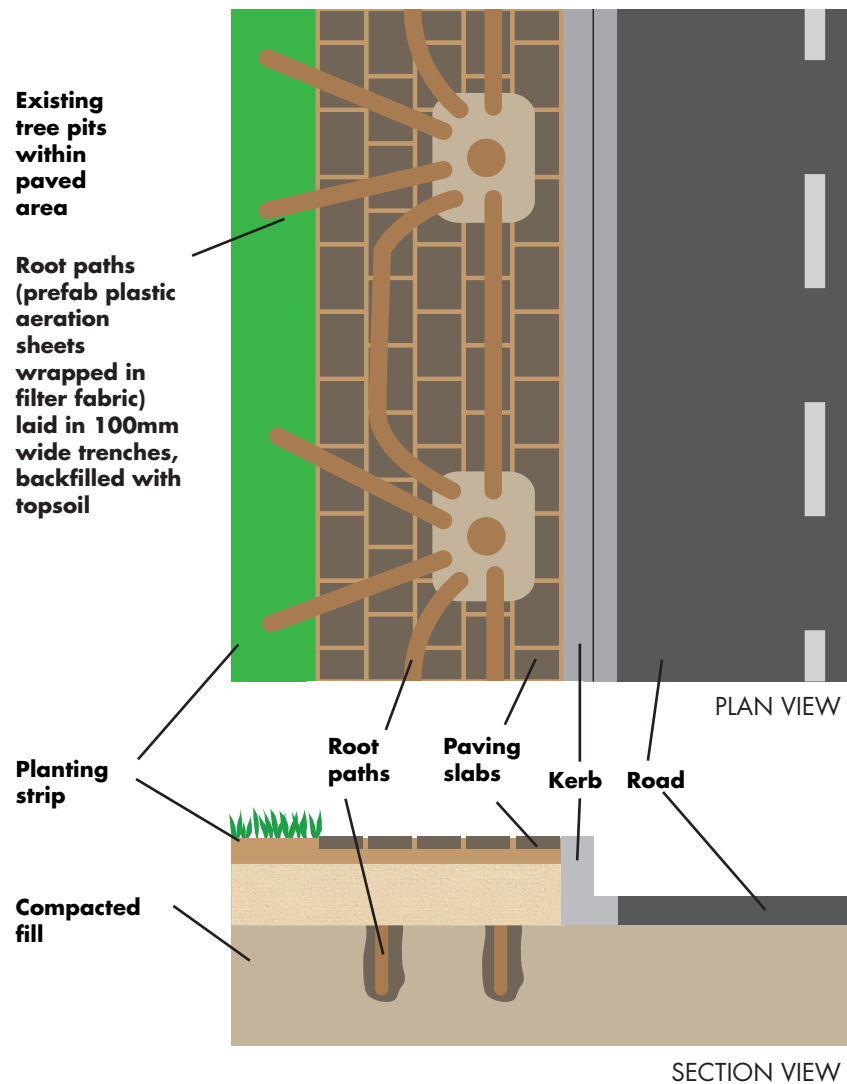 Existing
tree pits
within
paved
area
Root paths
(prefab plastic
aeration
sheets
wrapped in
filter fabric)
laid in 100mm
wide trenches,
backfilled with
topsoil
PLAN VIEW
Planting
strip
Root
paths
Paving
slabs
Kerb
Road
Compacted
fill
SECTION VIEW